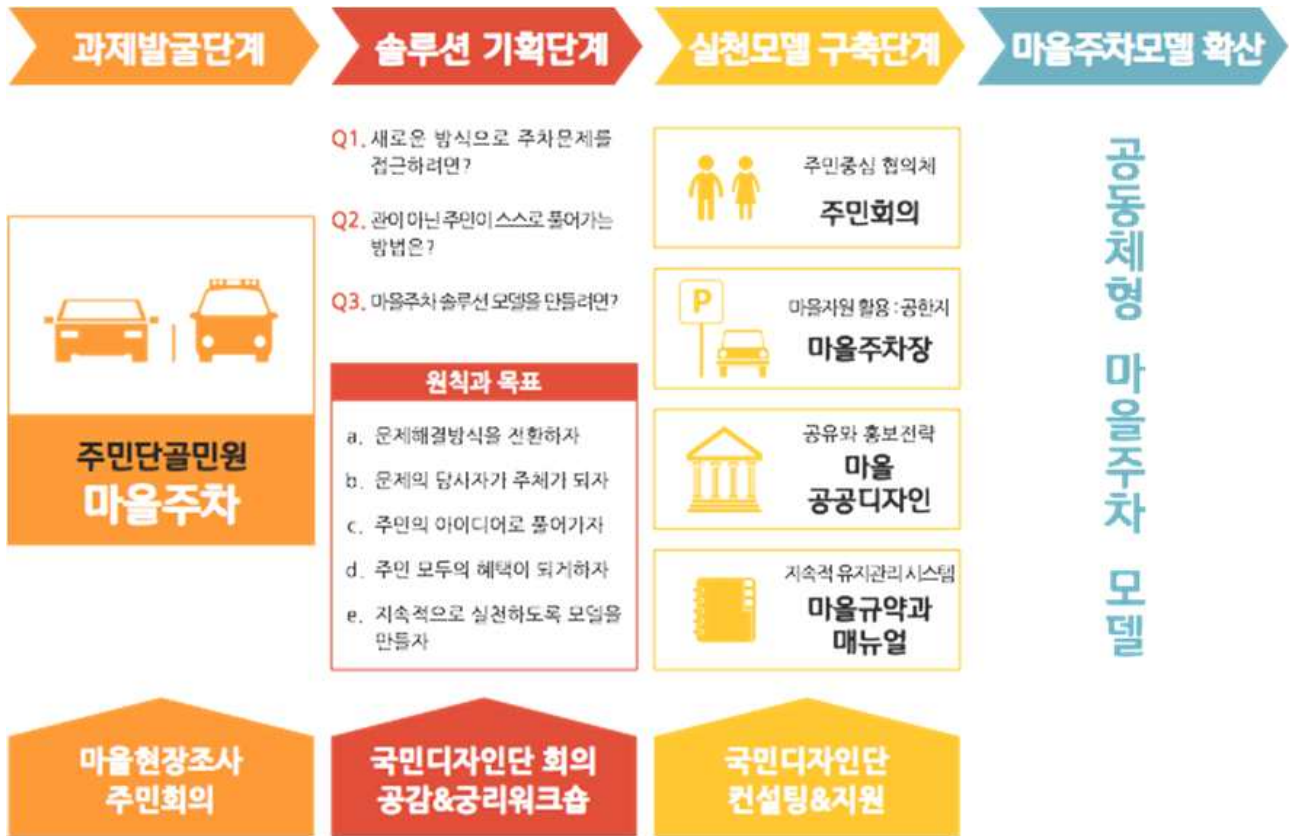 과제발굴단계
솔루션 기획단계
실천모델 구축단계
마을주차모델 확산
주민단골민원
마을주차
마을현장조사
주민회의
Q1. 새로운 방식으로 주차문제를
접근하려면?
Q2. 관이 아닌 주민이 스스로 풀어가는
방법은?
Q3. 마을주차 솔루션 모델을 만들려면?
원칙과 목표
a. 문제해결방식을 전환하자
b. 문제의 당사자가 주체가 되자
c. 주민의 아이디어로 풀어가자
d. 주민 모두의 혜택이 되게하자
e. 지속적으로 실천하도록 모델을
만들자
국민디자인단 회의
공감&궁리워크숍
주민중심 협의체
주민회의
P
마을자원 활용 : 공한지
마을주차장
공유와 홍보전략
마을
공공디자인
지속적 유지관리 시스템
마을규약과
매뉴얼
국민디자인단
컨설팅&지원
공동체형 마을주차 모델